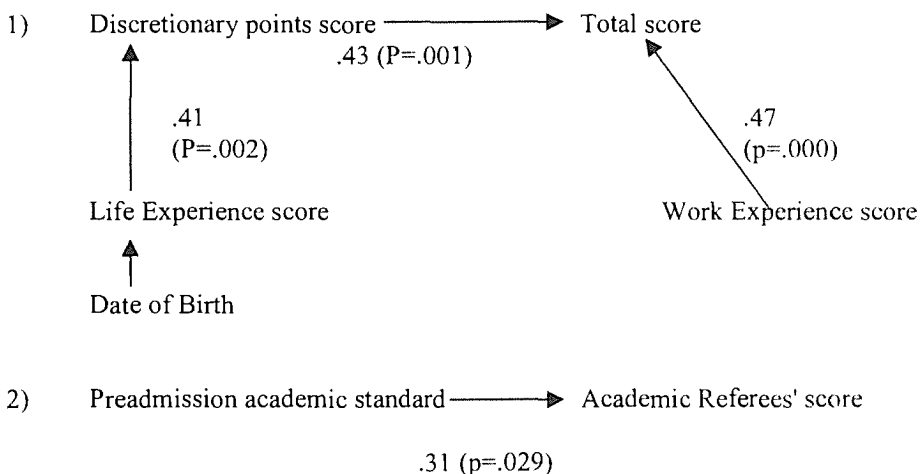 1) Discretionary points score Total score
.43 (P=.001)
.41 .47
(P=.002) (p=.000)
Life Experience score Work Experience score
Date of Birth
2) Preadmission academic standard Academic Referees' score
.31 (p=.029)